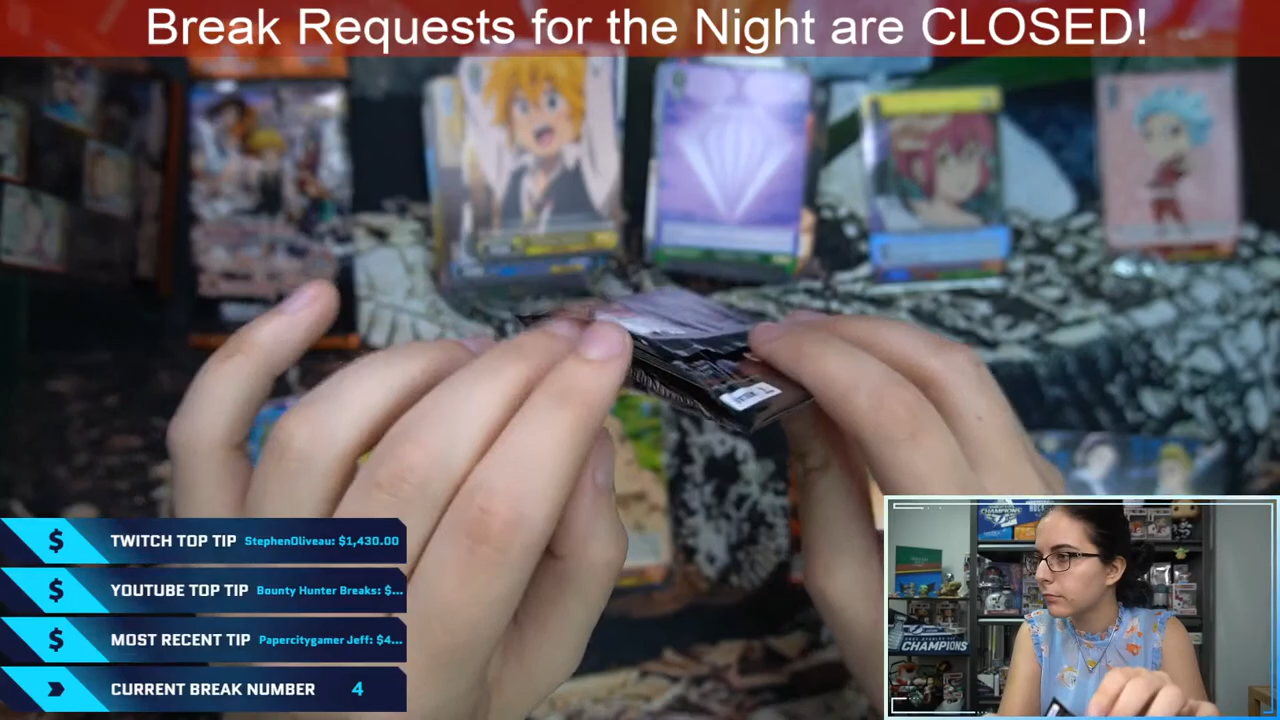 Break Requests for the Night are CLOSED!
TWITCH TOP TIP StephenOliveau: $1,430.00
YOUTUBE TOP TIP Bounty Hunter Breaks: $...
MOST RECENT TIP Papercitygamer Jeff: $4...
CURRENT BREAK NUMBER 4
CHAMPIONS
CHAMPIONS